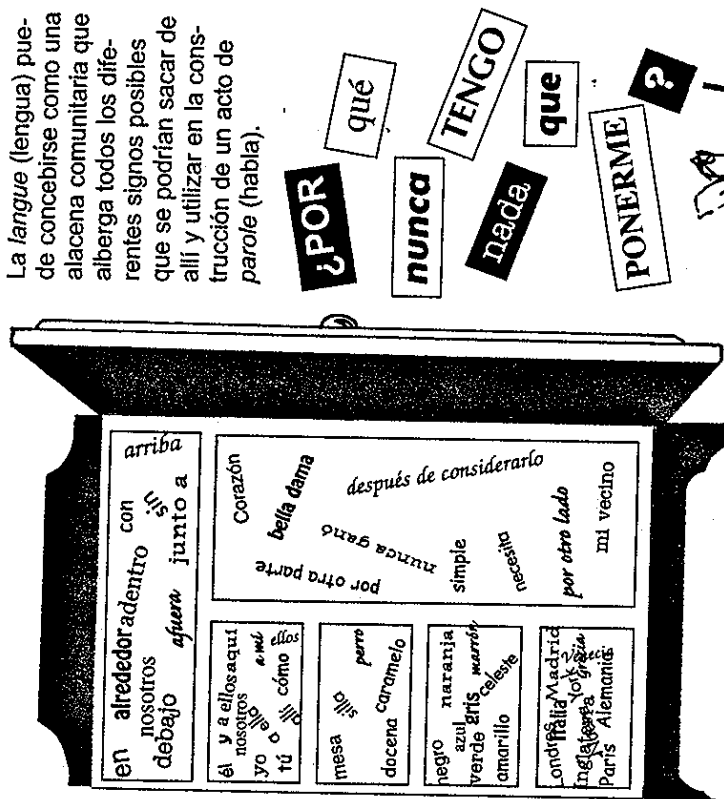 La langue (lengua) pue-
de concebirse como una
alacena comunitaria que
alberga todos los dife-
rentes signos posibles
que se podrían sacar de
allí y utilizar en la cons-
trucción de un acto de
parole (habla).
¿POR
qué
nunca
TENGO
nada
que
PONERME
?
en alrededor adentro con arriba
nosotros sin
debajo afuera junto a
él y a ellos aquí
nosotros a mí ellos
yo a ella
tú allí cómo
mesa silla perro
docena caramelo
negro naranja
azul
verde gris marrón
celeste
amarillo
Londres Madrid
Italia
Inglaterra York Grecia
París Alemania
Corazón
bella dama
por otra parte
nunca ganó
después de considerarlo
simple
necesita
por otro lado
mi vecino